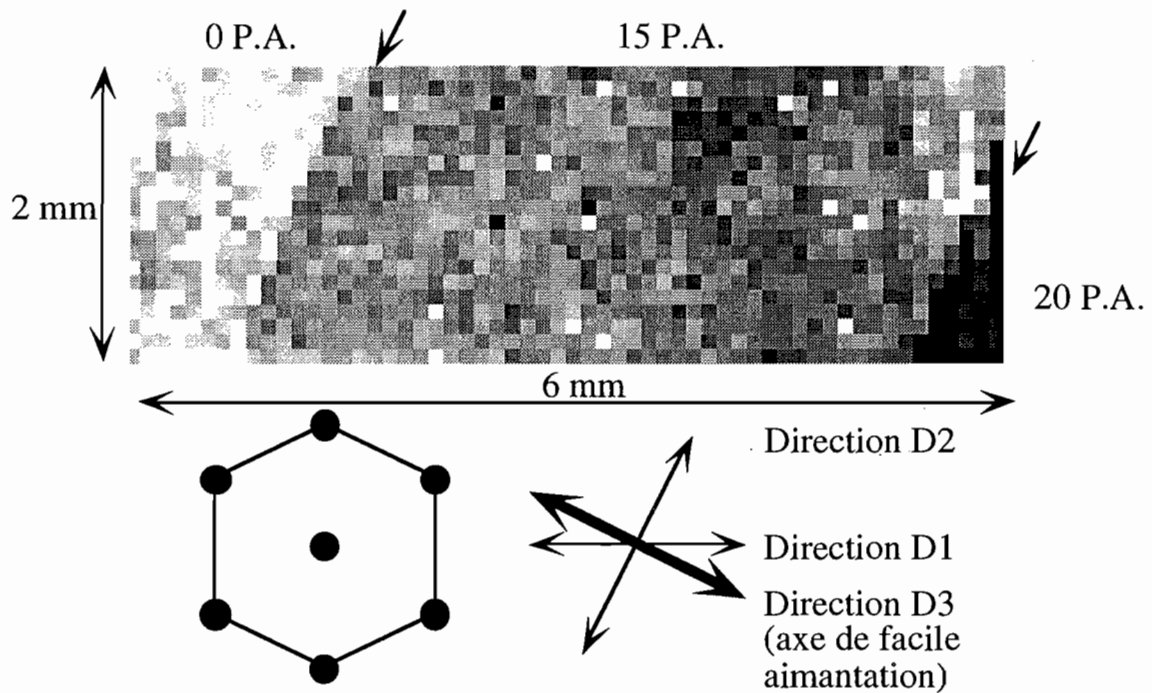 0 P.A.
15 P.A.
2 mm
20 P.A.
6 mm
Direction D2
Direction D1
Direction D3
(axe de facile
aimantation)